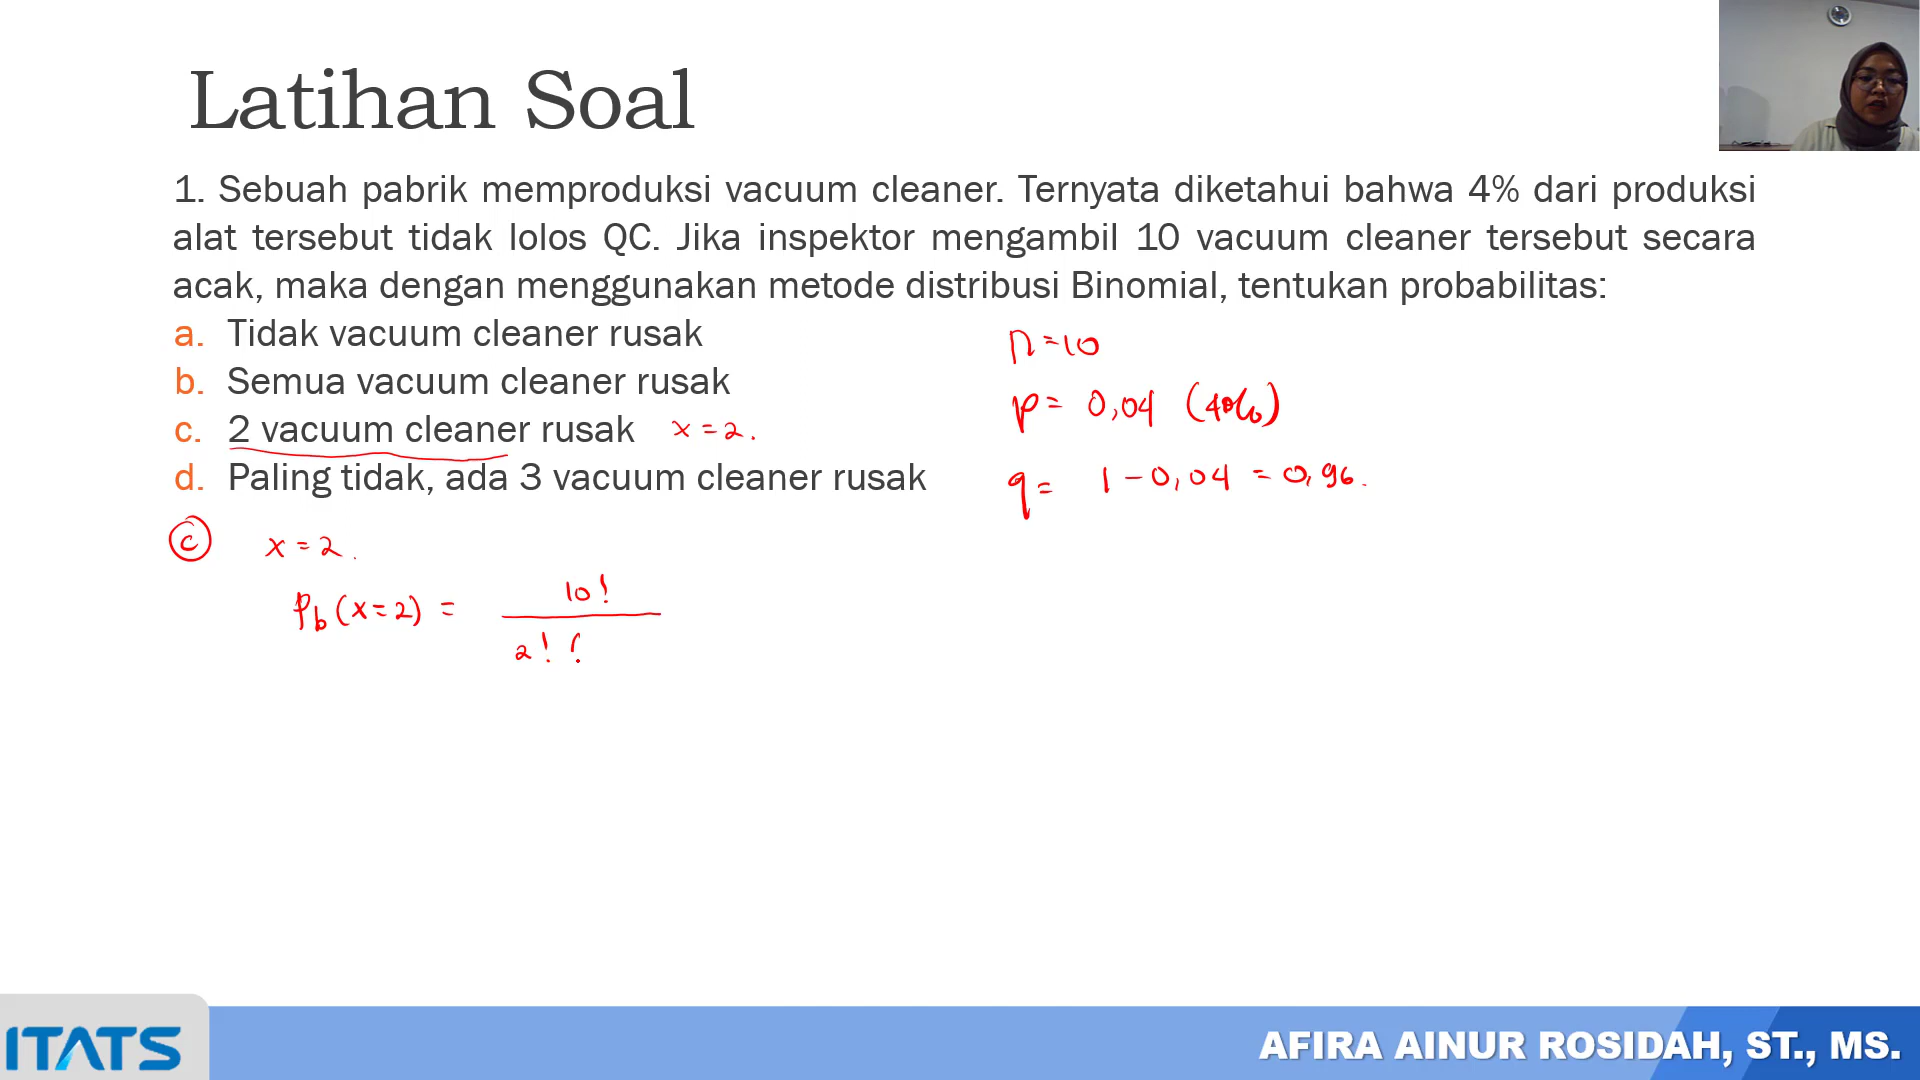 Latihan Soal
1. Sebuah pabrik memproduksi vacuum cleaner. Ternyata diketahui bahwa 4% dari produksi
alat tersebut tidak lolos QC. Jika inspektor mengambil 10 vacuum cleaner tersebut secara
acak, maka dengan menggunakan metode distribusi Binomial, tentukan probabilitas:
a. Tidak vacuum cleaner rusak
b. Semua vacuum cleaner rusak
c. 2 vacuum cleaner rusak x = 2.
d. Paling tidak, ada 3 vacuum cleaner rusak
n = 10
p = 0,04 (4%)
q = 1 - 0,04 = 0,96.
c x = 2.
Pb (x = 2) =
10!
2! (
ITATS
AFIRA AINUR ROSIDAH, ST., MS.